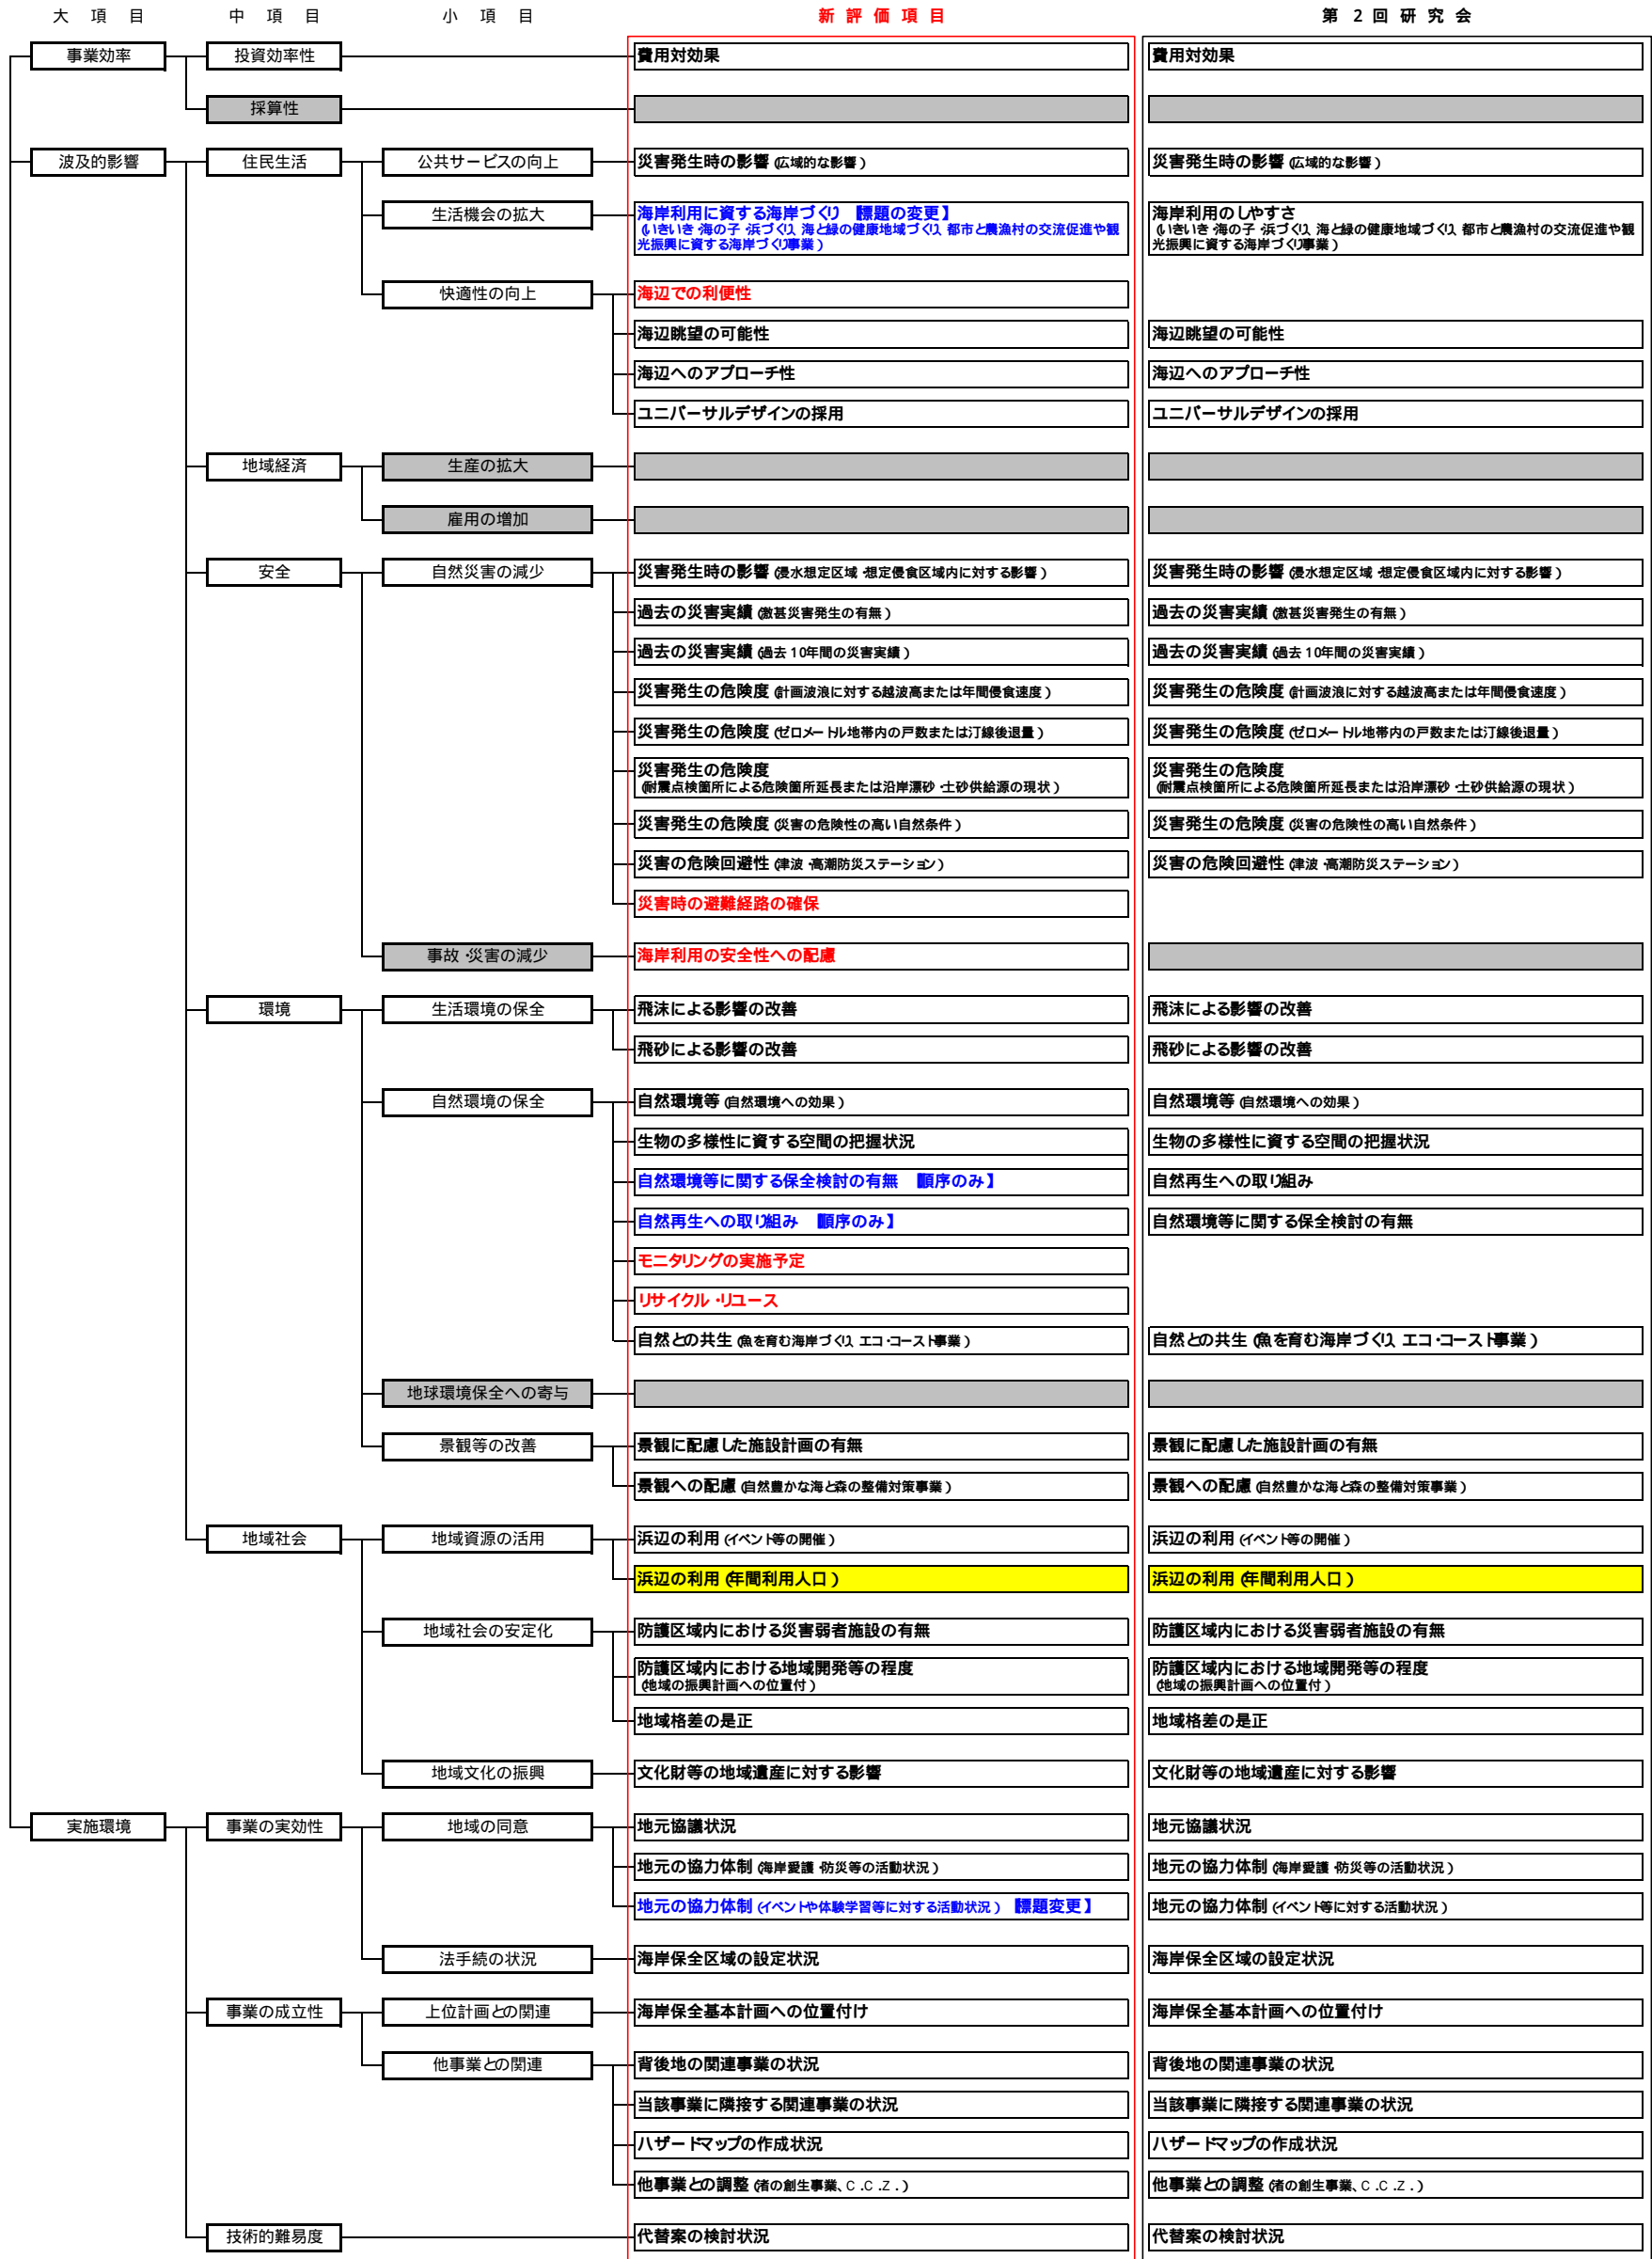 大 項 目 中 項 目 小 項 目 新 評 価 項 目 第 2 回 研 究 会
事業効率 投資効率性 費用対効果 費用対効果
採算性
波及的影響 住民生活 公共サービスの向上 災害発生時の影響(広域的な影響) 災害発生時の影響(広域的な影響)
生活機会の拡大 海岸利用に資する海岸づくり 【標題の変更】 海岸利用のしやすさ
(いきいき・海の子・浜づくり、海と緑の健康地域づくり、都市と農漁村の交流促進や観 (いきいき・海の子・浜づくり、海と緑の健康地域づくり、都市と農漁村の交流促進や観
光振興に資する海岸づくり事業) 光振興に資する海岸づくり事業)
快適性の向上 海辺での利便性
海辺眺望の可能性 海辺眺望の可能性
海辺へのアプローチ性 海辺へのアプローチ性
ユニバーサルデザインの採用 ユニバーサルデザインの採用
地域経済 生産の拡大
雇用の増加
安全 自然災害の減少 災害発生時の影響(浸水想定区域・想定侵食区域内に対する影響) 災害発生時の影響(浸水想定区域・想定侵食区域内に対する影響)
過去の災害実績(激甚災害発生の有無) 過去の災害実績(激甚災害発生の有無)
過去の災害実績(過去10年間の災害実績) 過去の災害実績(過去10年間の災害実績)
災害発生の危険度(計画波浪に対する越波高または年間侵食速度) 災害発生の危険度(計画波浪に対する越波高または年間侵食速度)
災害発生の危険度(ゼロメートル地帯内の戸数または汀線後退量) 災害発生の危険度(ゼロメートル地帯内の戸数または汀線後退量)
災害発生の危険度 災害発生の危険度
(耐震点検箇所による危険箇所延長または沿岸漂砂・土砂供給源の現状) (耐震点検箇所による危険箇所延長または沿岸漂砂・土砂供給源の現状)
災害発生の危険度(災害の危険性の高い自然条件) 災害発生の危険度(災害の危険性の高い自然条件)
災害の危険回避性(津波・高潮防災ステーション) 災害の危険回避性(津波・高潮防災ステーション)
災害時の避難経路の確保
事故・災害の減少 海岸利用の安全性への配慮
環境 生活環境の保全 飛沫による影響の改善 飛沫による影響の改善
飛砂による影響の改善 飛砂による影響の改善
自然環境の保全 自然環境等(自然環境への効果) 自然環境等(自然環境への効果)
生物の多様性に資する空間の把握状況 生物の多様性に資する空間の把握状況
自然環境等に関する保全検討の有無 【順序のみ】 自然再生への取り組み
自然再生への取り組み 【順序のみ】 自然環境等に関する保全検討の有無
モニタリングの実施予定
リサイクル・リユース
自然との共生(魚を育む海岸づくり、エコ・コースト事業) 自然との共生(魚を育む海岸づくり、エコ・コースト事業)
地球環境保全への寄与
景観等の改善 景観に配慮した施設計画の有無 景観に配慮した施設計画の有無
景観への配慮(自然豊かな海と森の整備対策事業) 景観への配慮(自然豊かな海と森の整備対策事業)
地域社会 地域資源の活用 浜辺の利用(イベント等の開催) 浜辺の利用(イベント等の開催)
浜辺の利用(年間利用人口) 浜辺の利用(年間利用人口)
地域社会の安定化 防護区域内における災害弱者施設の有無 防護区域内における災害弱者施設の有無
防護区域内における地域開発等の程度 防護区域内における地域開発等の程度
(地域の振興計画への位置付) (地域の振興計画への位置付)
地域格差の是正 地域格差の是正
地域文化の振興 文化財等の地域遺産に対する影響 文化財等の地域遺産に対する影響
実施環境 事業の実効性 地域の同意 地元協議状況 地元協議状況
地元の協力体制(海岸愛護・防災等の活動状況) 地元の協力体制(海岸愛護・防災等の活動状況)
地元の協力体制(イベントや体験学習等に対する活動状況) 【標題変更】 地元の協力体制(イベント等に対する活動状況)
法手続の状況 海岸保全区域の設定状況 海岸保全区域の設定状況
事業の成立性 上位計画との関連 海岸保全基本計画への位置付け 海岸保全基本計画への位置付け
他事業との関連 背後地の関連事業の状況 背後地の関連事業の状況
当該事業に隣接する関連事業の状況 当該事業に隣接する関連事業の状況
ハザードマップの作成状況 ハザードマップの作成状況
他事業との調整(渚の創生事業、C.C.Z.) 他事業との調整(渚の創生事業、C.C.Z.)
技術的難易度 代替案の検討状況 代替案の検討状況